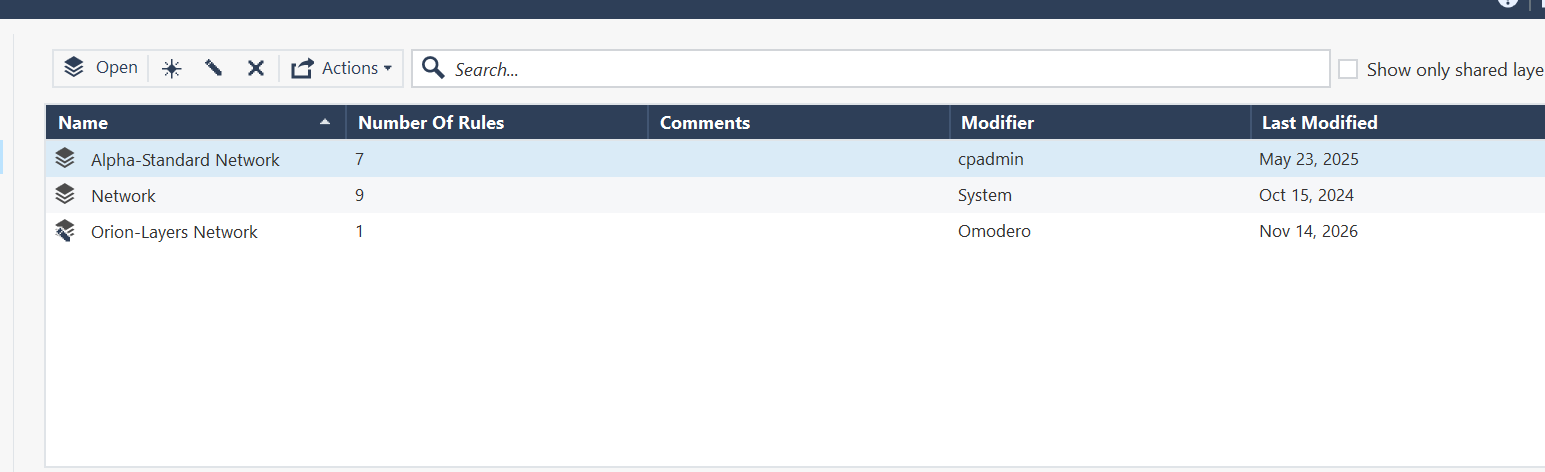 Open Actions Search... Show only shared laye
Name Number Of Rules Comments Modifier Last Modified
Alpha-Standard Network 7 cpadmin May 23, 2025
Network 9 System Oct 15, 2024
Orion-Layers Network 1 Omodero Nov 14, 2026